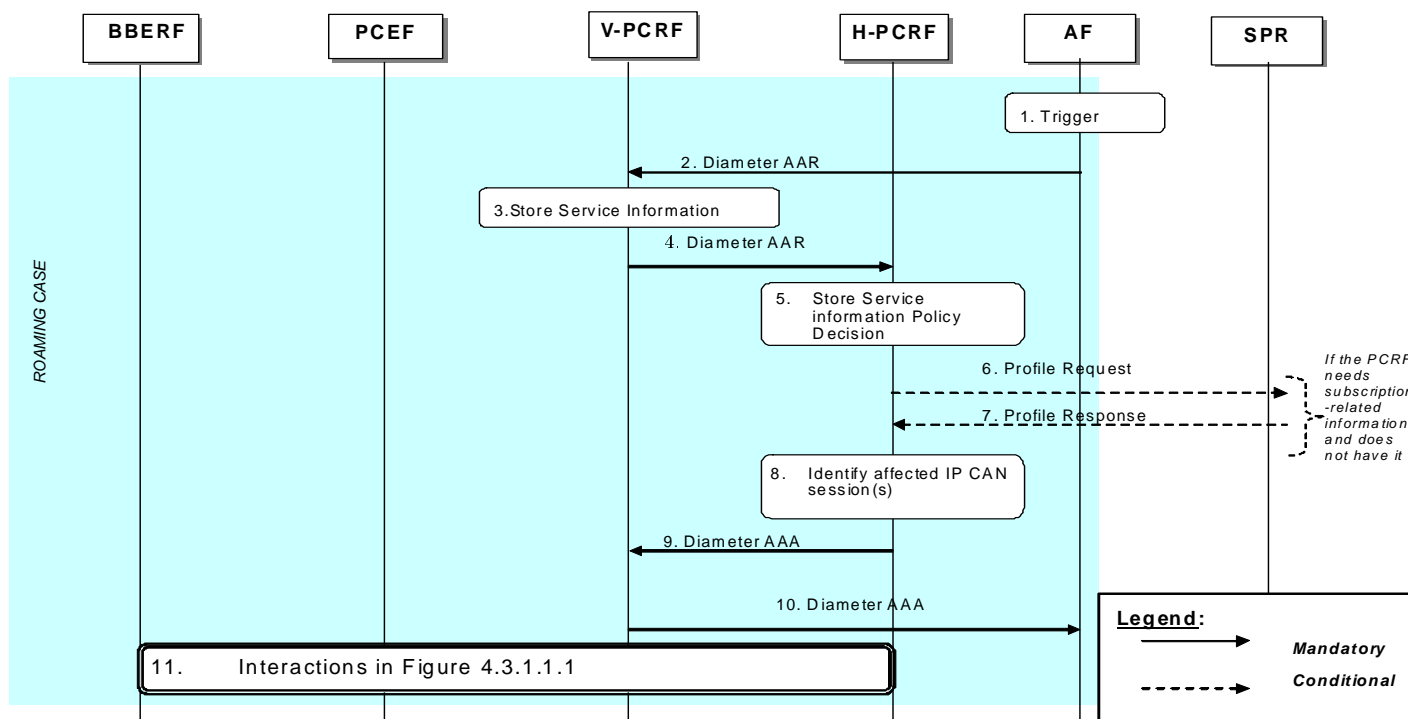 BBERF
PCEF
V-PCRF
H-PCRF
AF
SPR
1. Trigger
2. Diameter AAR
3.Store Service Information
4. Diameter AAR
ROAMING CASE
5. Store Service
information Policy
Decision
6. Profile Request
If the PCRF
needs
subscription
-related
information
and does
not have it
7. Profile Response
8. Identify affected IP CAN
session(s)
9. Diameter AAA
10. Diameter AAA
11. Interactions in Figure 4.3.1.1.1
Legend:
Mandatory
Conditional